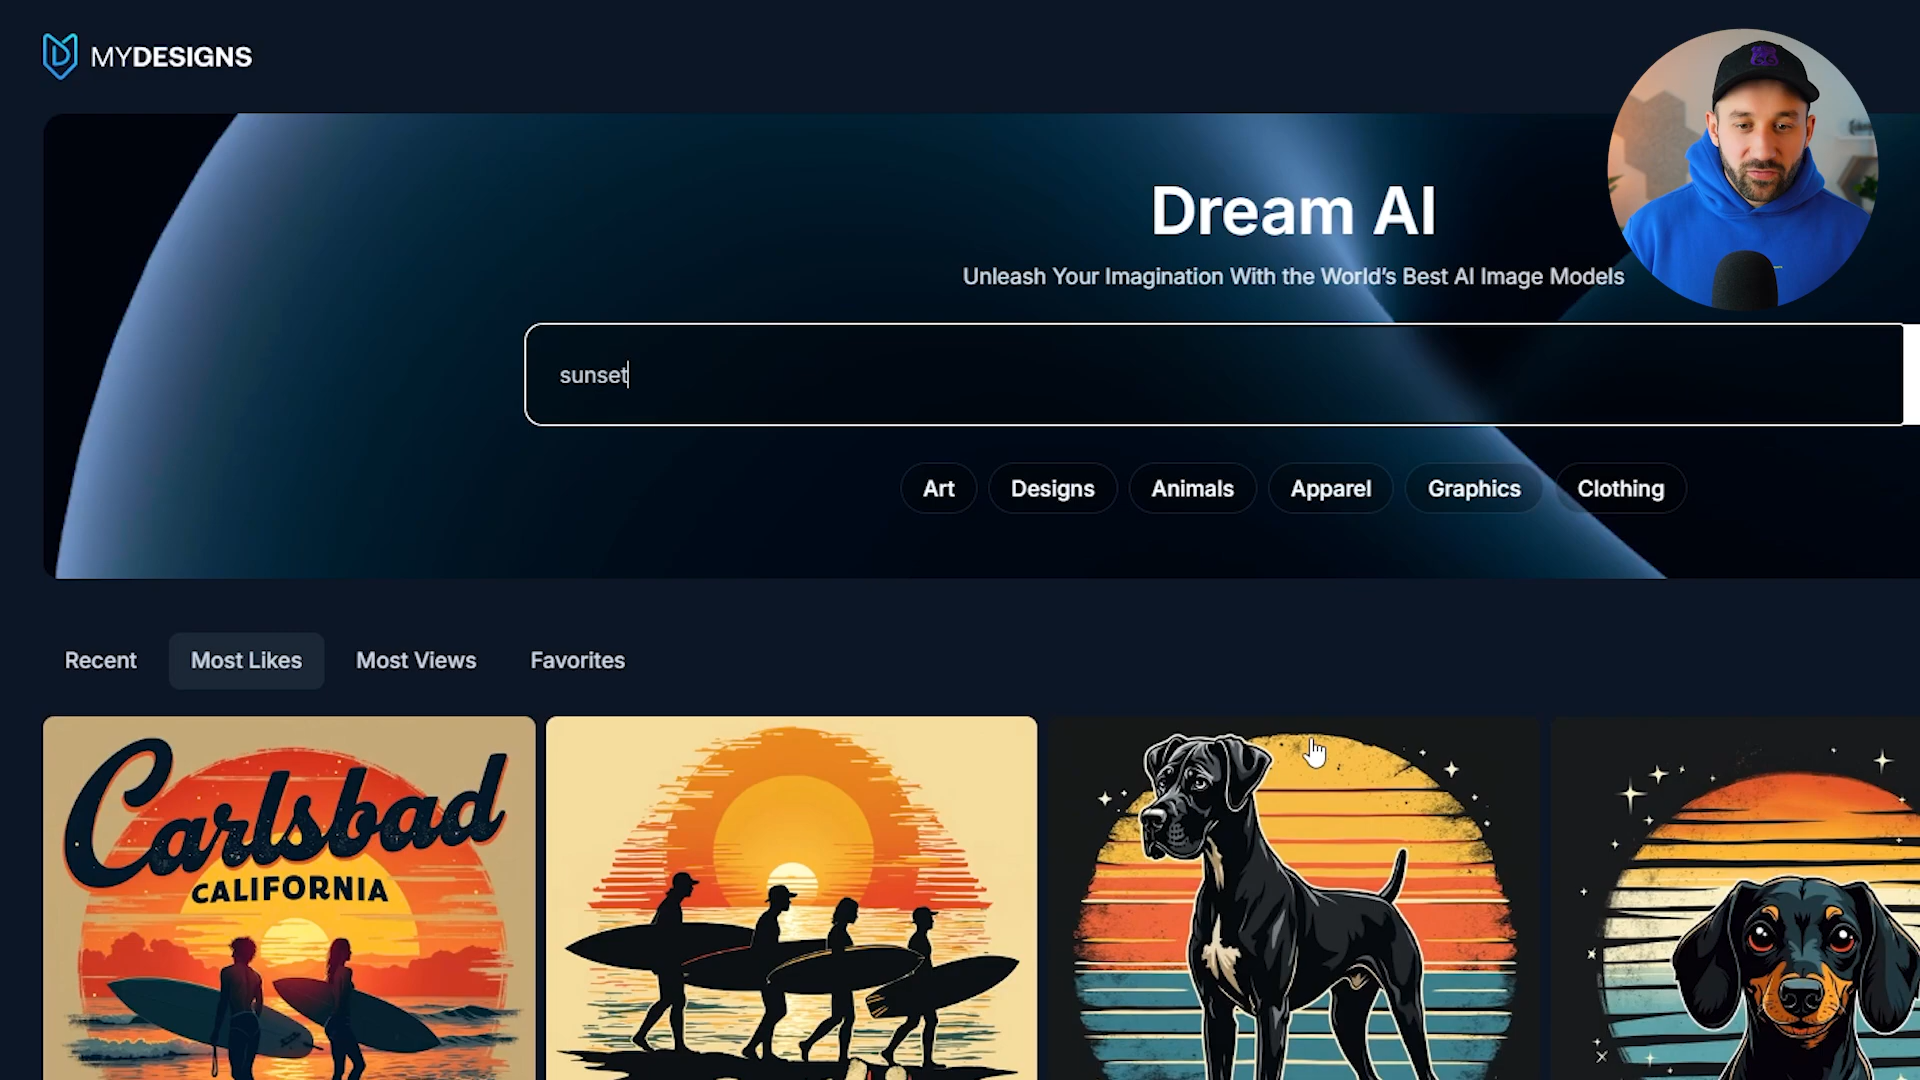 MYDESIGNS
Dream AI
Unleash Your Imagination With the World's Best AI Image Models
sunset
Art
Designs
Animals
Apparel
Graphics
Clothing
Recent
Most Likes
Most Views
Favorites
Carlsbad
CALIFORNIA